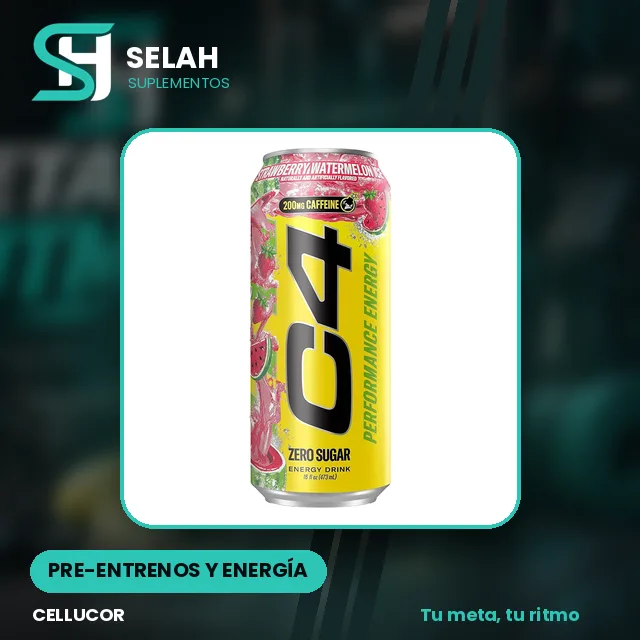 SELAH
SUPLEMENTOS
STRAWBERRY WATERMELON ICE
NATURALLY AND ARTIFICIALLY FLAVORED
200MG CAFFEINE
C4
PERFORMANCE ENERGY
ZERO SUGAR
ENERGY DRINK
16 fl oz (473 mL)
PRE-ENTRENOS Y ENERGÍA
CELLUCOR
Tu meta, tu ritmo